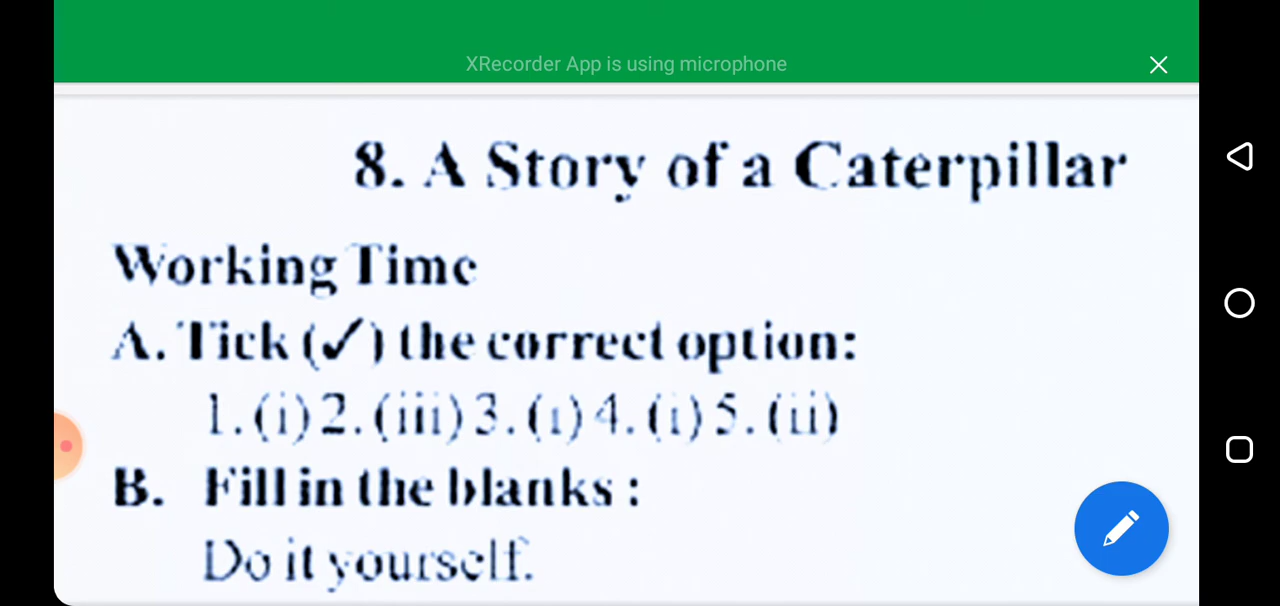 XRecorder App is using microphone
8. A Story of a Caterpillar
Working Time
A. Tick (✓) the correct option:
1. (i) 2. (iii) 3. (i) 4. (i) 5. (ii)
B. Fill in the blanks :
Do it yourself.